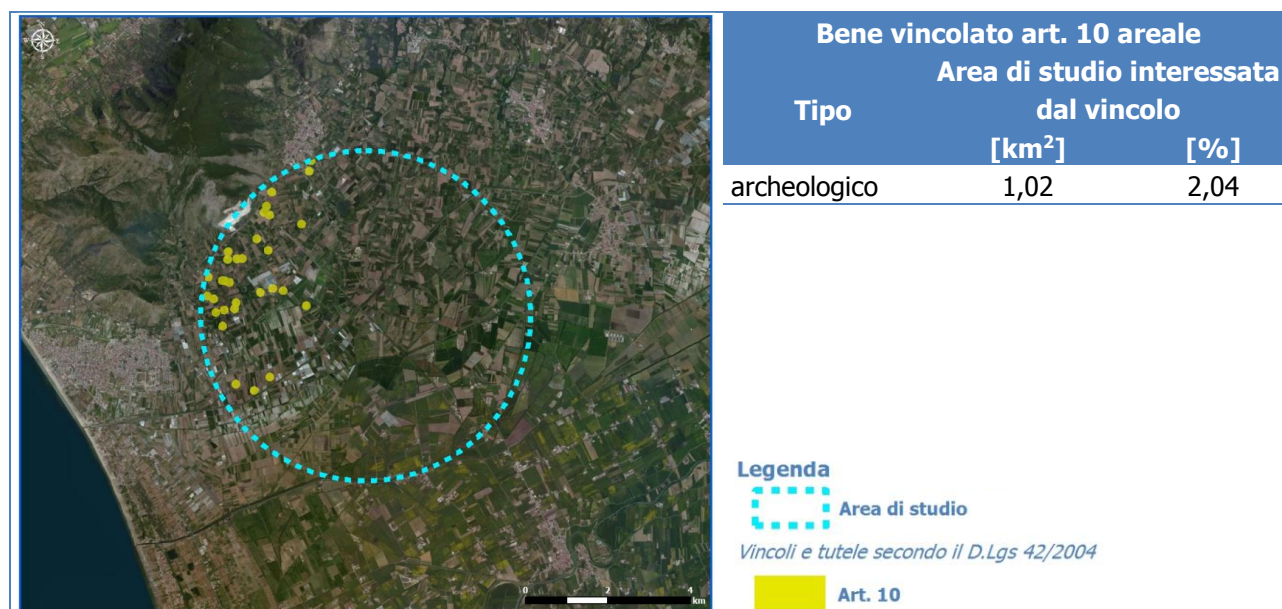 Bene vincolato art. 10 areale
Area di studio interessata
Tipo
dal vincolo
[km²]
[%]
archeologico
1,02
2,04
Legenda
Area di studio
Vincoli e tutele secondo il D.Lgs 42/2004
Art. 10
0 2 4
km